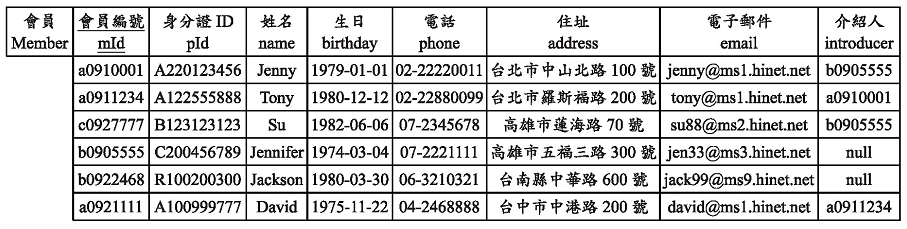 會員 會員編號 身分證 ID 姓名 生日 電話 住址 電子郵件 介紹人
Member mId pId name birthday phone address email introducer
a0910001 A220123456 Jenny 1979-01-01 02-22220011 台北市中山北路 100 號 jenny@ms1.hinet.net b0905555
a0911234 A122555888 Tony 1980-12-12 02-22880099 台北市羅斯福路 200 號 tony@ms1.hinet.net a0910001
c0927777 B123123123 Su 1982-06-06 07-2345678 高雄市蓮海路 70 號 su88@ms2.hinet.net b0905555
b0905555 C200456789 Jennifer 1974-03-04 07-2221111 高雄市五福三路 300 號 jen33@ms3.hinet.net null
b0922468 R100200300 Jackson 1980-03-30 06-3210321 台南縣中華路 600 號 jack99@ms9.hinet.net null
a0921111 A100999777 David 1975-11-22 04-2468888 台中市中港路 200 號 david@ms1.hinet.net a0911234